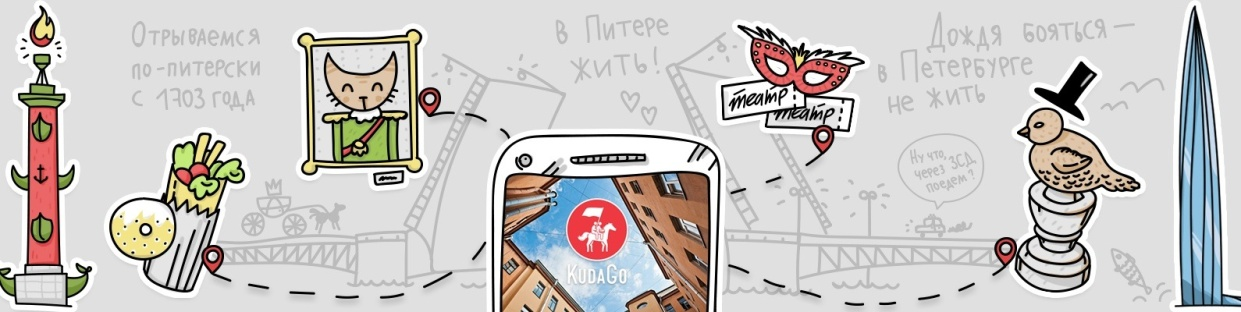 Отрываемся
по-питерски
с 1703 года
в Питере
жить!
театр
театр
Дождя бояться —
в Петербурге
не жить
Ну что,
через ЗСД
поедем?
KUDAGO